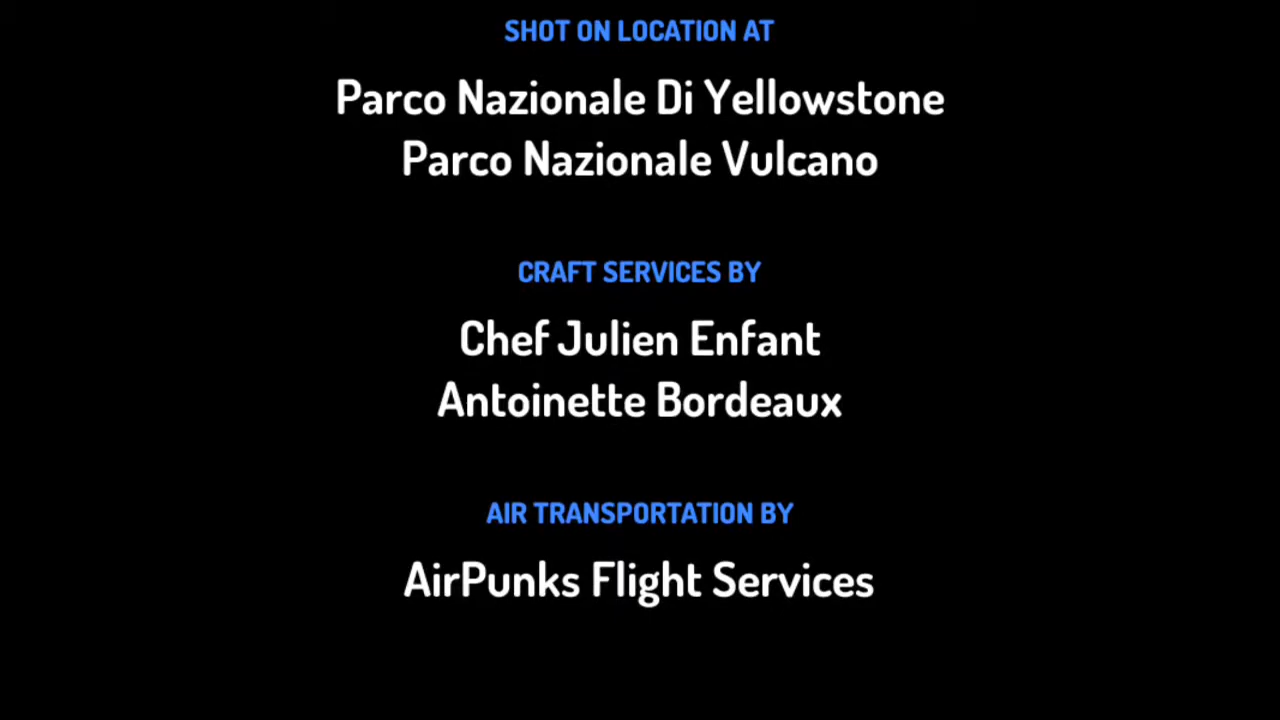 SHOT ON LOCATION AT
Parco Nazionale Di Yellowstone
Parco Nazionale Vulcano
CRAFT SERVICES BY
Chef Julien Enfant
Antoinette Bordeaux
AIR TRANSPORTATION BY
AirPunks Flight Services